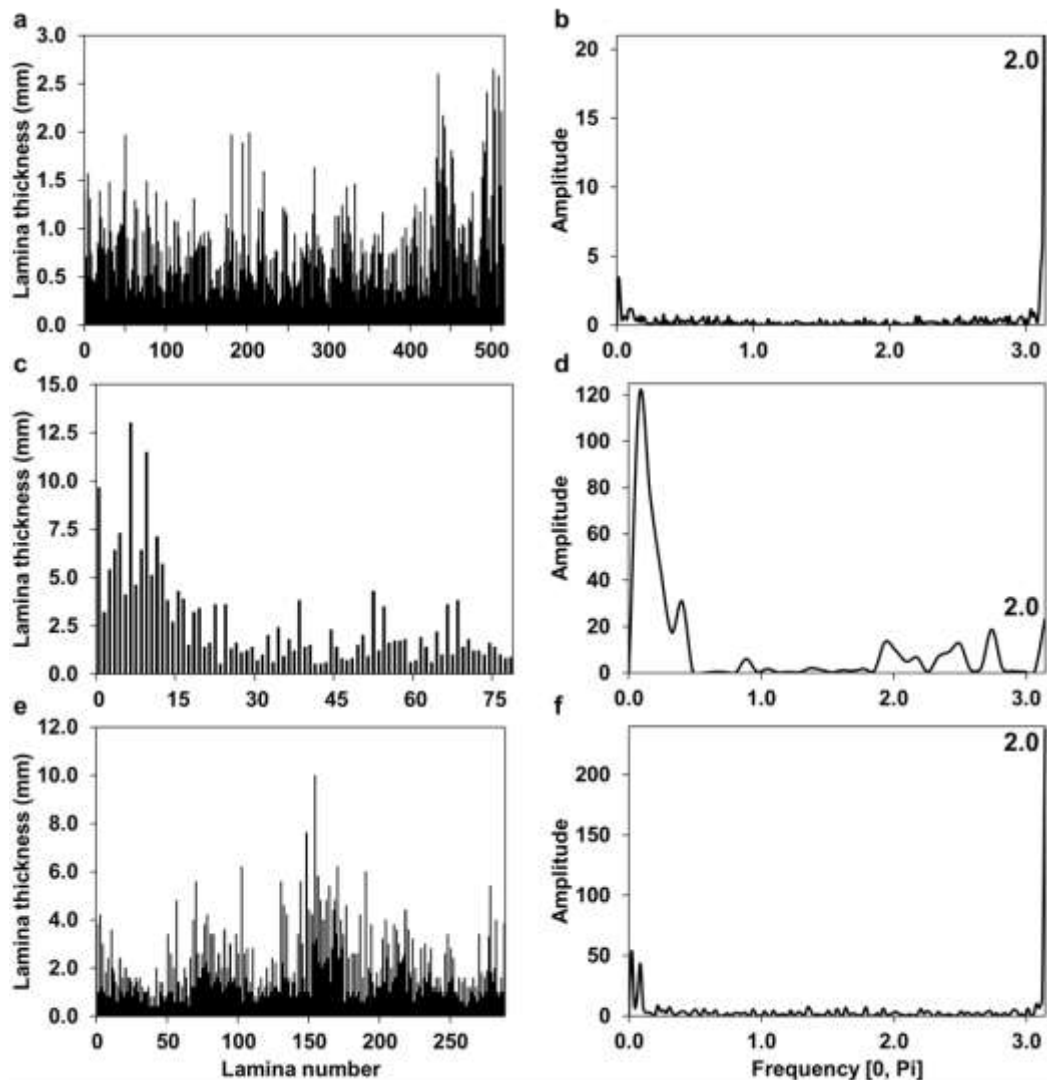 a
b
3.0
2.5
2.0
1.5
1.0
0.5
0.0
Lamina thickness (mm)
0 100 200 300 400 500
20
15
10
5
0
Amplitude
2.0
0.0 1.0 2.0 3.0
c
d
15.0
12.5
10.0
7.5
5.0
2.5
0.0
Lamina thickness (mm)
0 15 30 45 60 75
120
100
80
60
40
20
0
Amplitude
2.0
0.0 1.0 2.0 3.0
e
f
12.0
10.0
8.0
6.0
4.0
2.0
0.0
Lamina thickness (mm)
0 50 100 150 200 250
Lamina number
200
150
100
50
0
Amplitude
2.0
0.0 1.0 2.0 3.0
Frequency [0, Pi]